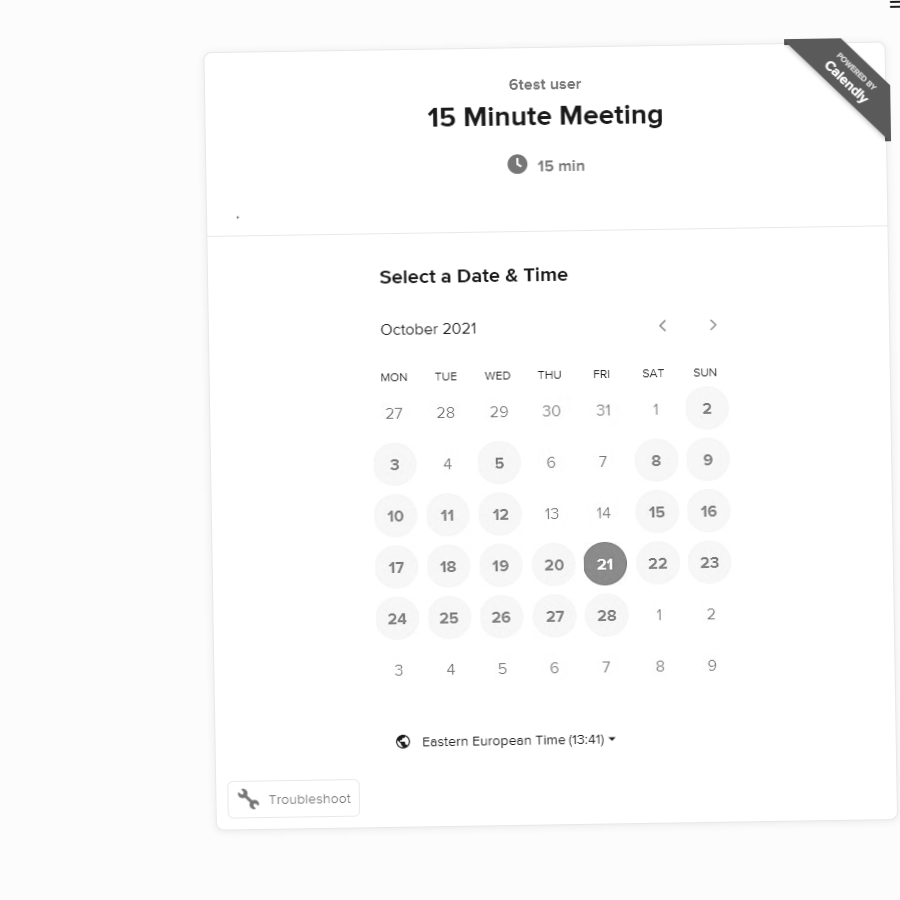 POWERED BY
Calendly
6test user
15 Minute Meeting
15 min
.
Select a Date & Time
October 2021
MON TUE WED THU FRI SAT SUN
27 28 29 30 31 1 2
3 4 5 6 7 8 9
10 11 12 13 14 15 16
17 18 19 20 21 22 23
24 25 26 27 28 1 2
3 4 5 6 7 8 9
Eastern European Time (13:41)
Troubleshoot